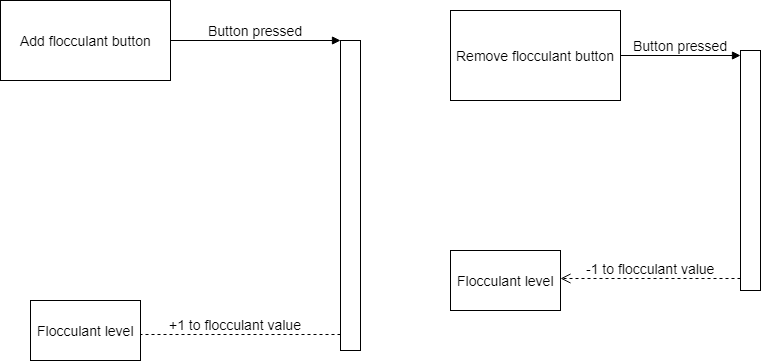 Add flocculant button
Button pressed
Flocculant level
+1 to flocculant value
Remove flocculant button
Button pressed
Flocculant level
-1 to flocculant value